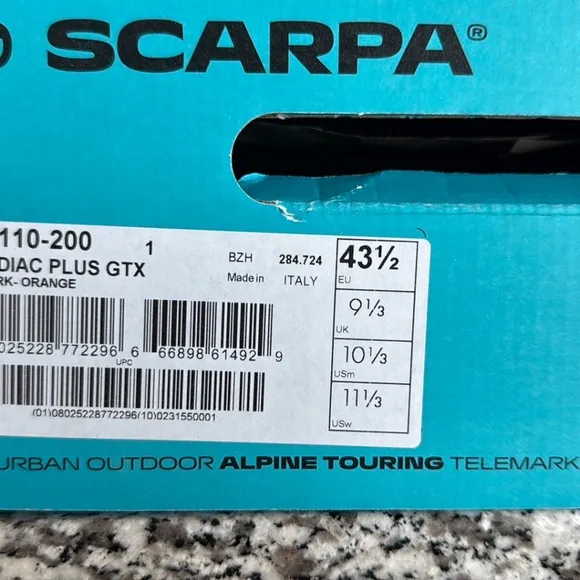 SCARPA®
110-200 1
DIAC PLUS GTX
RK- ORANGE
BZH 284.724
Made in ITALY
43½
EU
9⅓
UK
10⅓
USm
11⅓
USw
025228 772296 6 66898 61492 9
UPC
(01)08025228772296(10)0231550001
URBAN OUTDOOR ALPINE TOURING TELEMARK